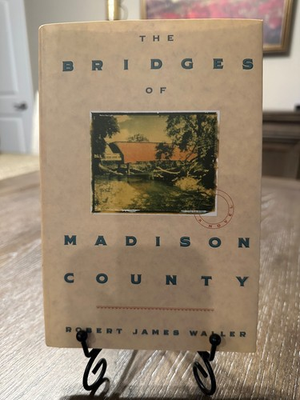 THE
BRIDGES
OF
MADISON
COUNTY
ROBERT JAMES WALLER